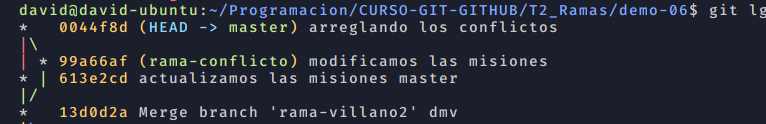 david@david-ubuntu:~/Programacion/CURSO-GIT-GITHUB/T2_Ramas/demo-06$ git lg
*   0044f8d (HEAD -> master) arreglando los conflictos
|\
| * 99a66af (rama-conflicto) modificamos las misiones
* | 613e2cd actualizamos las misiones master
|/
*   13d0d2a Merge branch 'rama-villano2' dmv